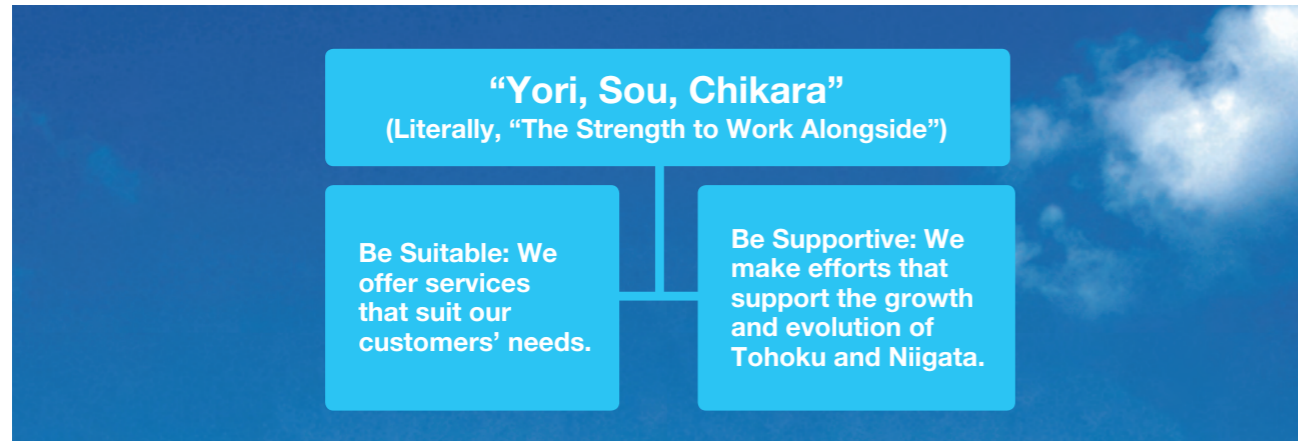 “Yori, Sou, Chikara”
(Literally, “The Strength to Work Alongside”)
Be Suitable: We
offer services
that suit our
customers’ needs.
Be Supportive: We
make efforts that
support the growth
and evolution of
Tohoku and Niigata.